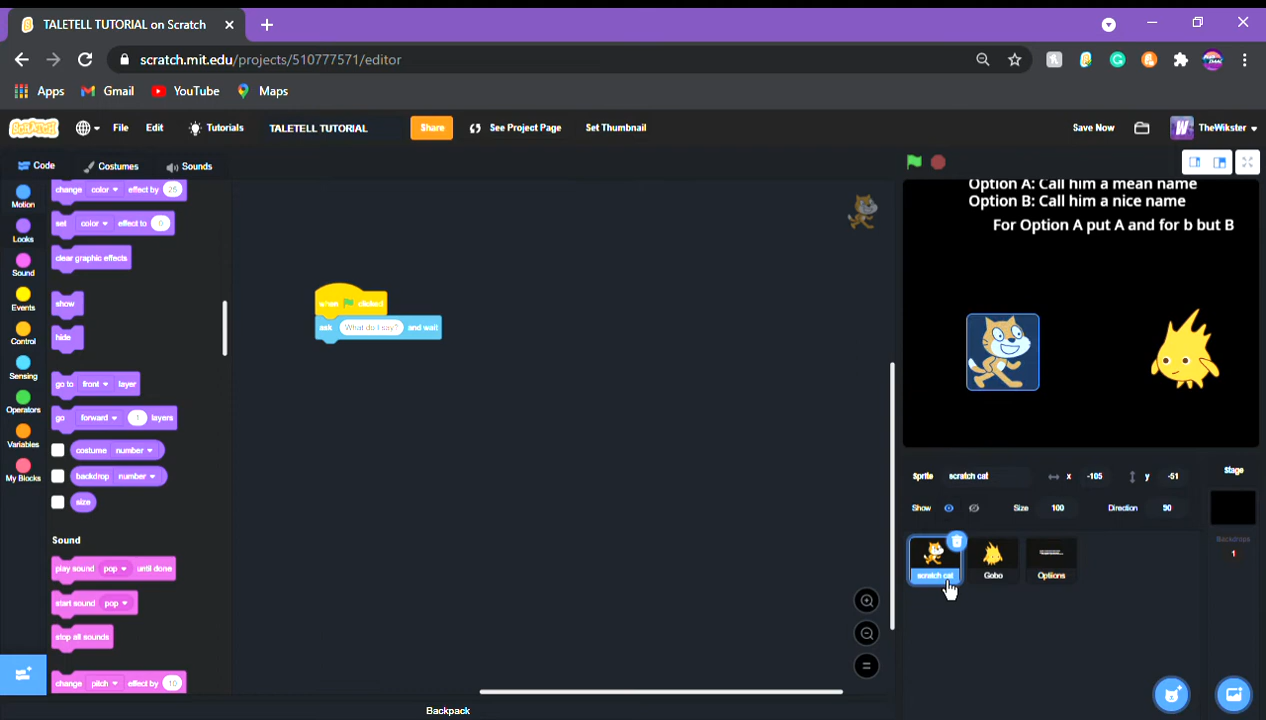 TALETELL TUTORIAL on Scratch
scratch.mit.edu/projects/510777571/editor
Apps Gmail YouTube Maps
SCRATCH File Edit Tutorials TALETELL TUTORIAL Share See Project Page Set Thumbnail Save Now TheWikster
Code Costumes Sounds
Motion
Looks
Sound
Events
Control
Sensing
Operators
Variables
My Blocks
change color effect by 25
set color effect to 0
clear graphic effects
show
hide
go to front layer
go forward 1 layers
costume number
backdrop number
size
Sound
play sound pop until done
start sound pop
stop all sounds
change pitch effect by 10
when clicked
ask What do I say? and wait
Option A: Call him a mean name
Option B: Call him a nice name
For Option A put A and for b but B
Sprite scratch cat x -105 y -51
Show Size 100 Direction 90
scratch cat Gobo Optiions
Stage
Backdrops
1
Backpack